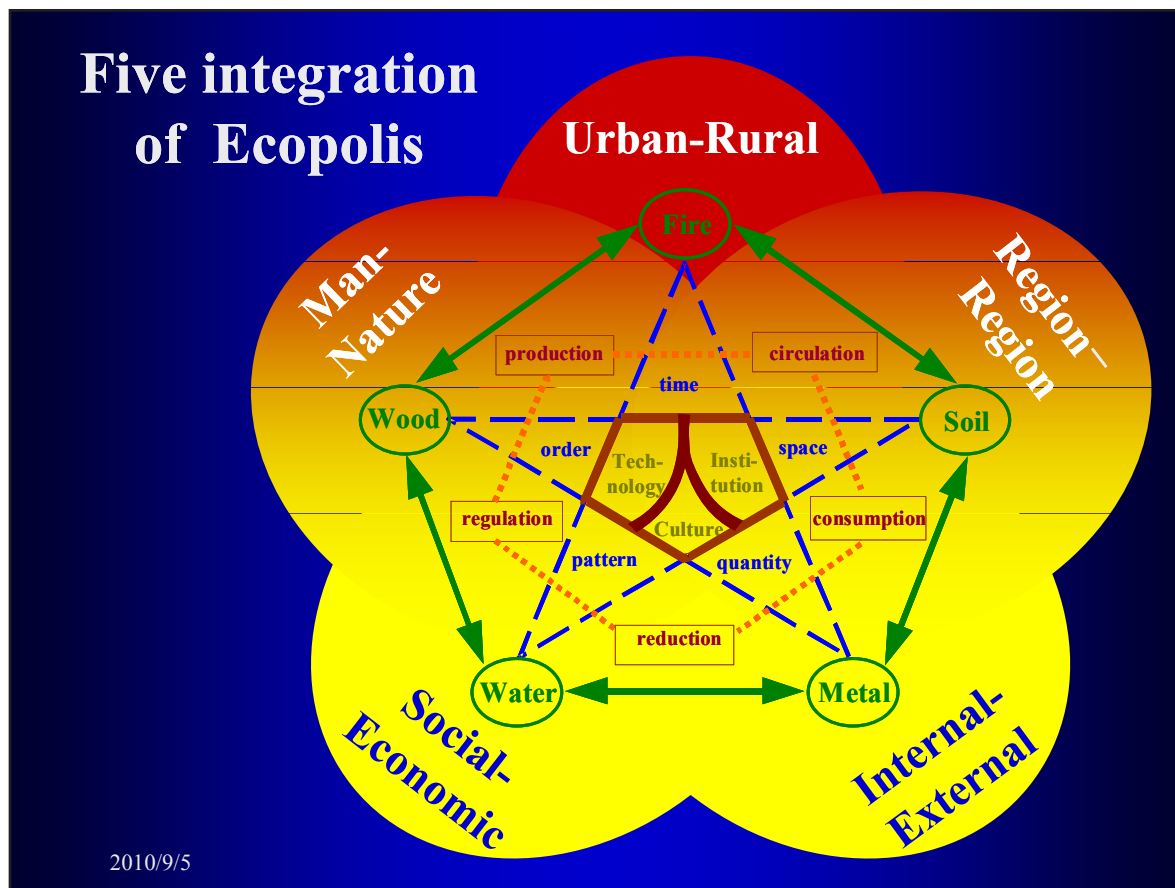 Five integration
of Ecopolis
Urban-Rural
Man-
Nature
Region–
Region
Fire
production
circulation
time
Wood
Soil
order
space
Tech-
nology
Insti-
tution
regulation
consumption
Culture
pattern
quantity
reduction
Water
Metal
Social-
Economic
Internal-
External
2010/9/5